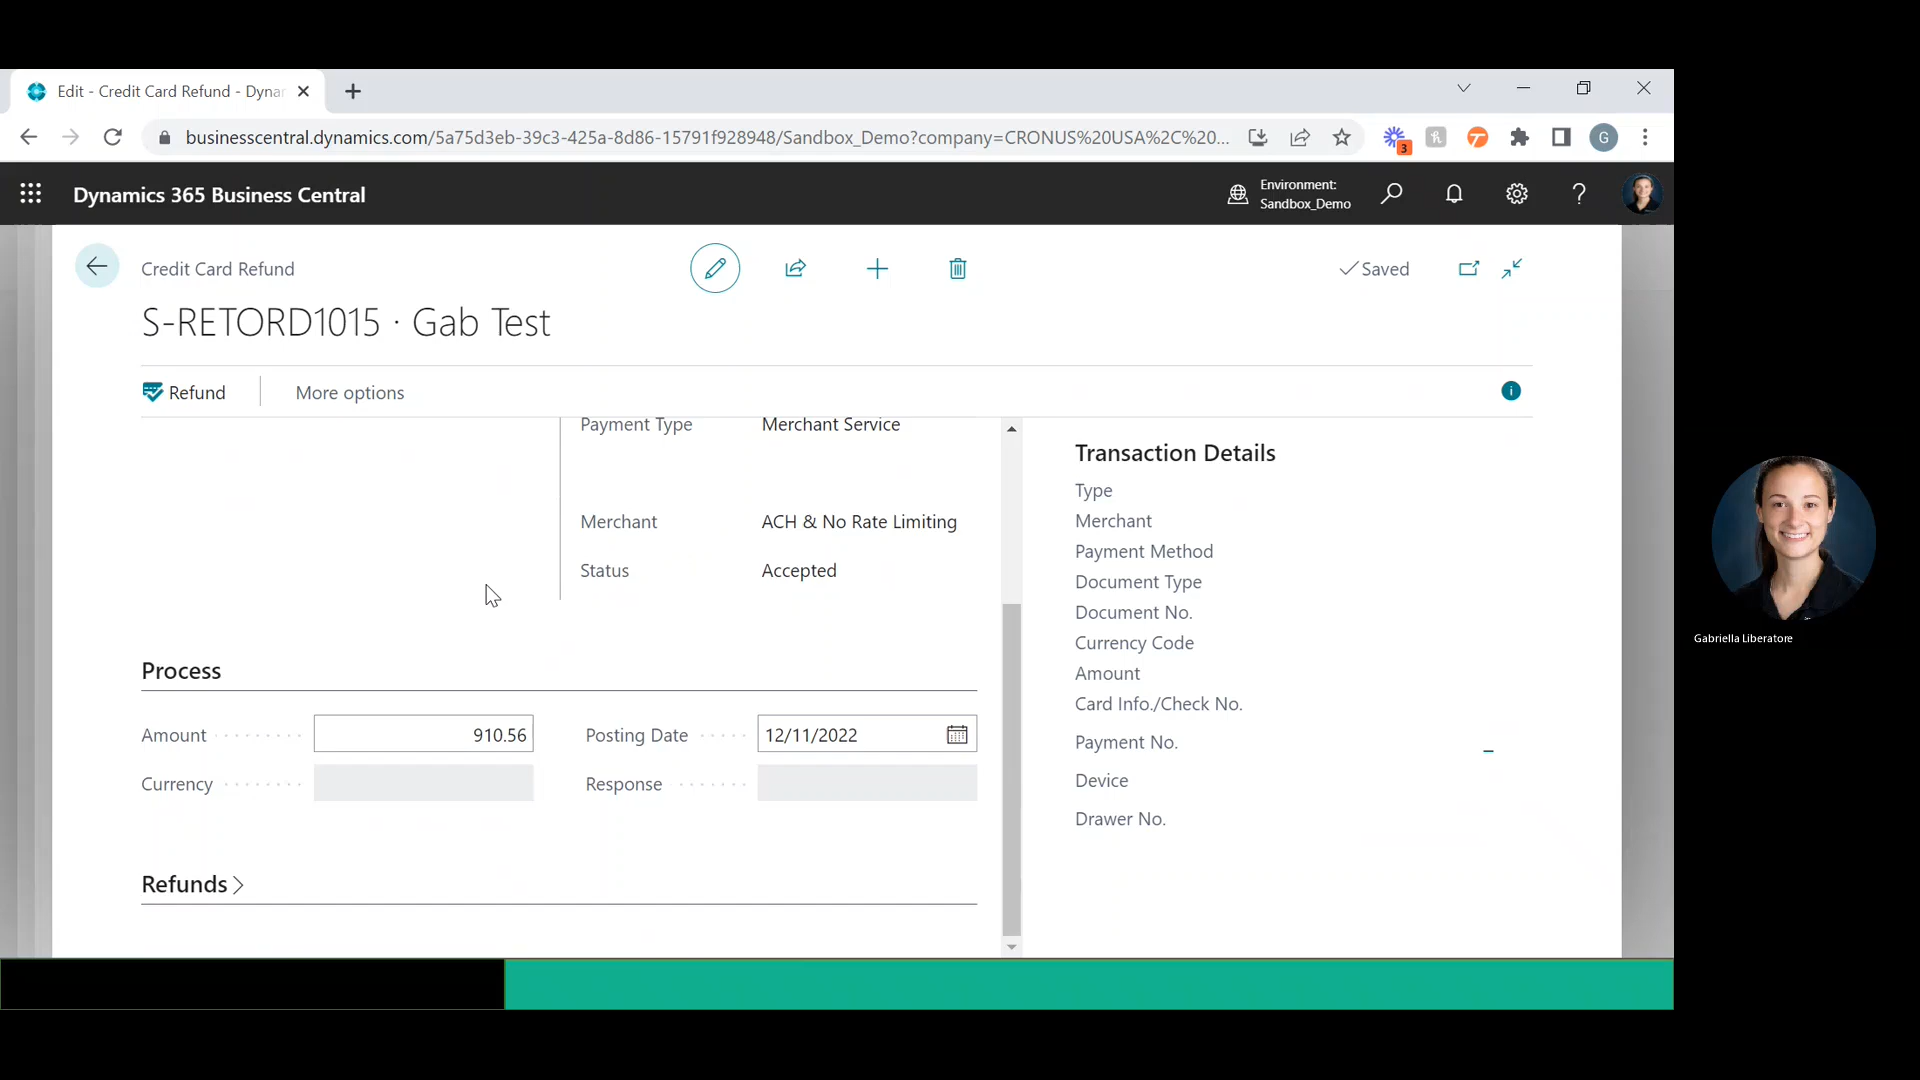 Edit - Credit Card Refund - Dynar
businesscentral.dynamics.com/5a75d3eb-39c3-425a-8d86-15791f928948/Sandbox_Demo?company=CRONUS%20USA%2C%20...
3
G
Dynamics 365 Business Central
Environment:
Sandbox_Demo
Credit Card Refund
Saved
S-RETORD1015 · Gab Test
Refund
More options
Payment Type
Merchant Service
Merchant
ACH & No Rate Limiting
Status
Accepted
Process
Amount
910.56
Posting Date
12/11/2022
Currency
Response
Refunds
Transaction Details
Type
Merchant
Payment Method
Document Type
Document No.
Currency Code
Amount
Card Info./Check No.
Payment No.
Device
Drawer No.
Gabriella Liberatore